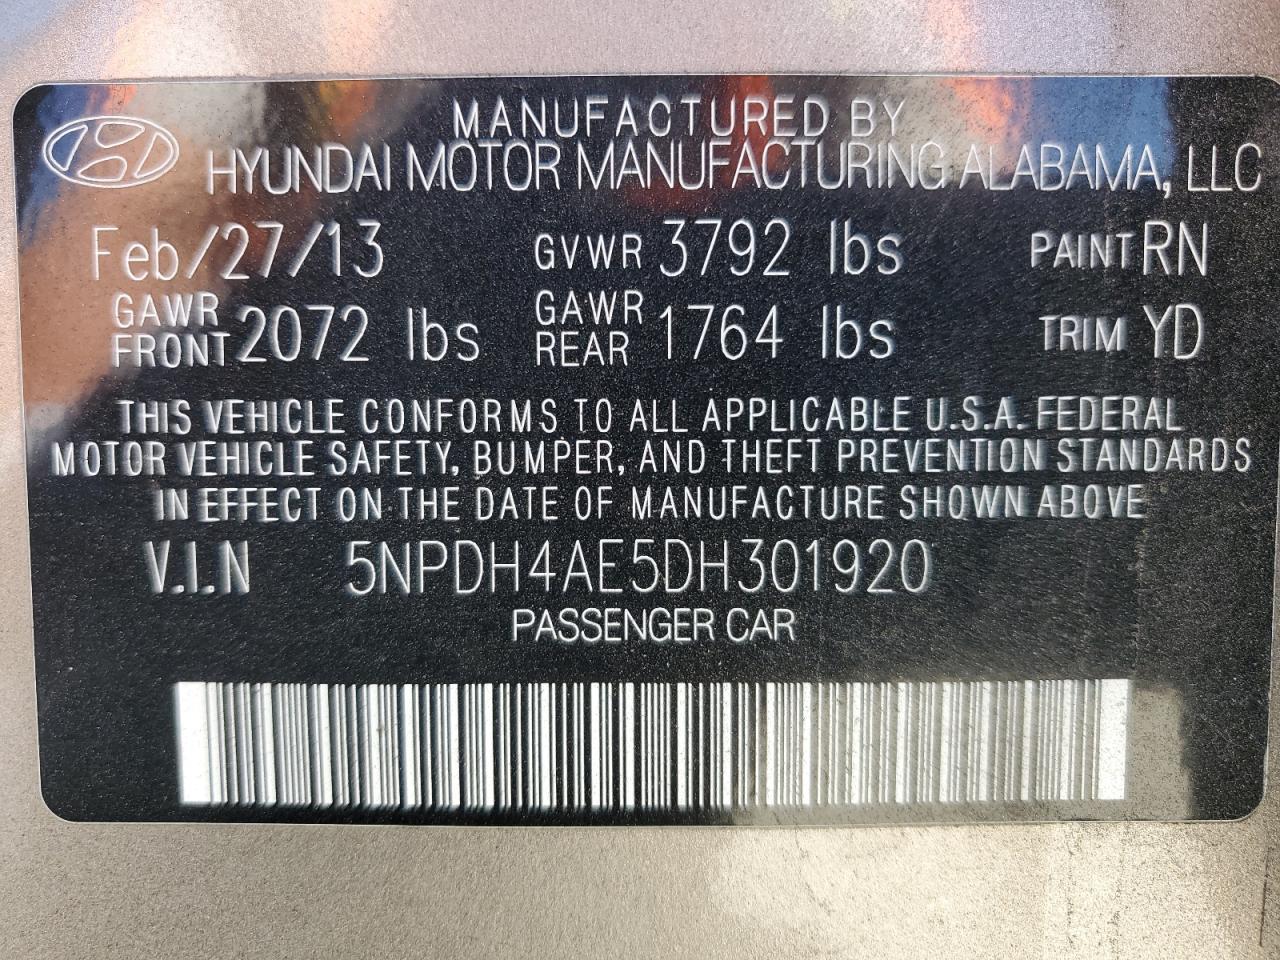 MANUFACTURED BY
HYUNDAI MOTOR MANUFACTURING ALABAMA, LLC
Feb/27/13 GVWR 3792 lbs PAINT RN
GAWR FRONT 2072 lbs GAWR REAR 1764 lbs TRIM YD
THIS VEHICLE CONFORMS TO ALL APPLICABLE U.S.A. FEDERAL
MOTOR VEHICLE SAFETY, BUMPER, AND THEFT PREVENTION STANDARDS
IN EFFECT ON THE DATE OF MANUFACTURE SHOWN ABOVE
V.I.N 5NPDH4AE5DH301920
PASSENGER CAR